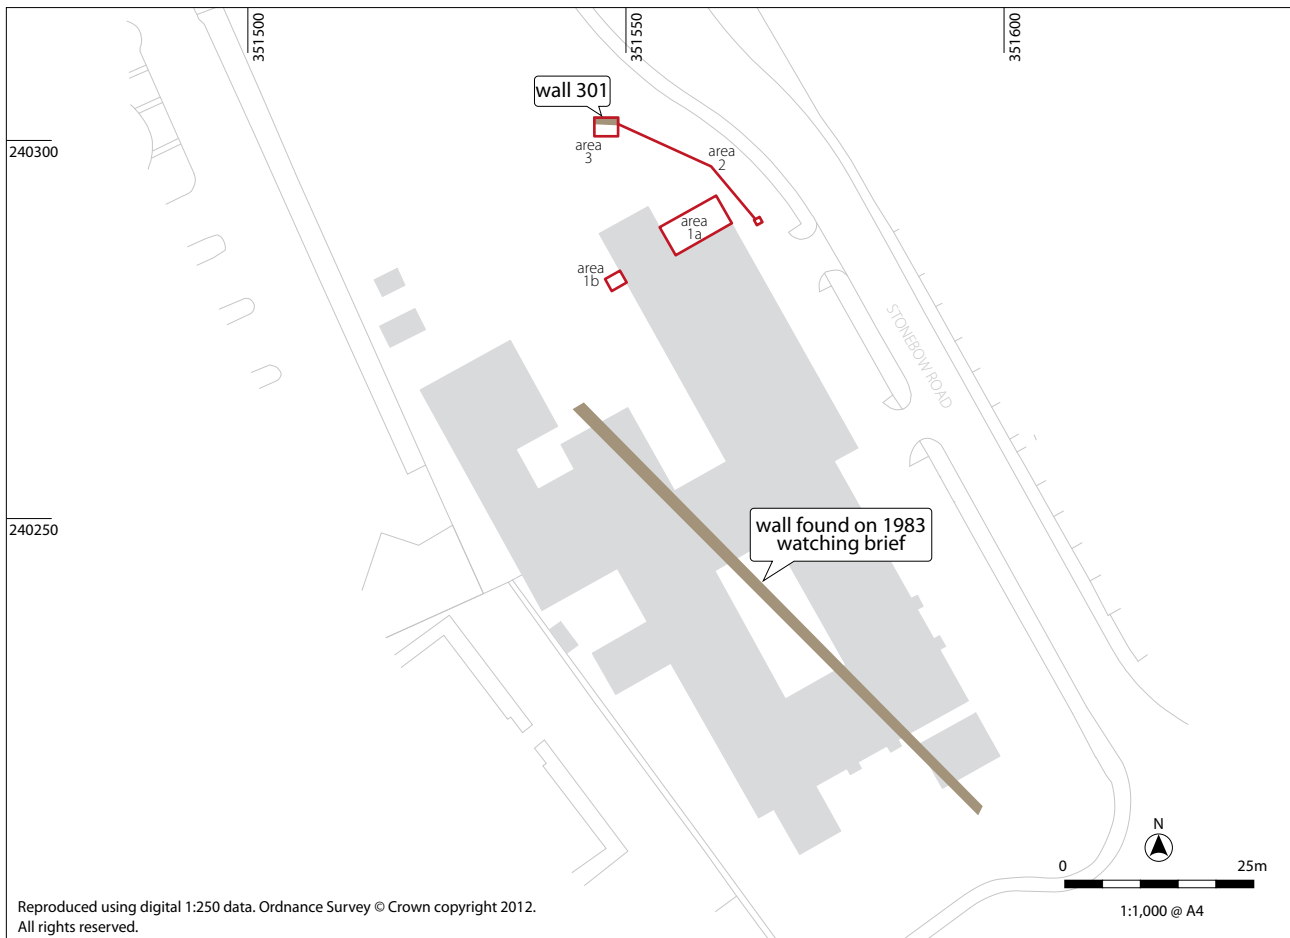 351500
351550
351600
wall 301
240300
area
3
area
2
area
1a
area
1b
STONEBOW ROAD
240250
wall found on 1983
watching brief
N
0 25m
1:1,000 @ A4
Reproduced using digital 1:250 data. Ordnance Survey © Crown copyright 2012.
All rights reserved.